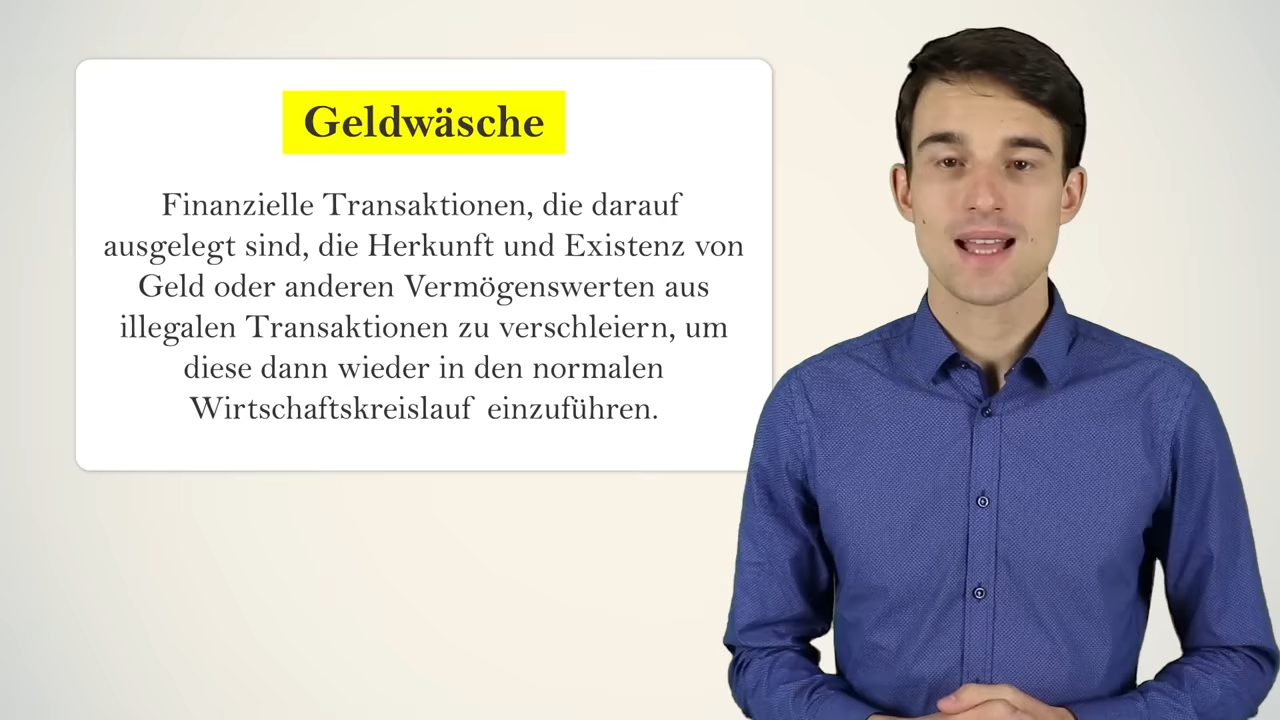 Geldwäsche
Finanzielle Transaktionen, die darauf
ausgelegt sind, die Herkunft und Existenz von
Geld oder anderen Vermögenswerten aus
illegalen Transaktionen zu verschleiern, um
diese dann wieder in den normalen
Wirtschaftskreislauf einzuführen.